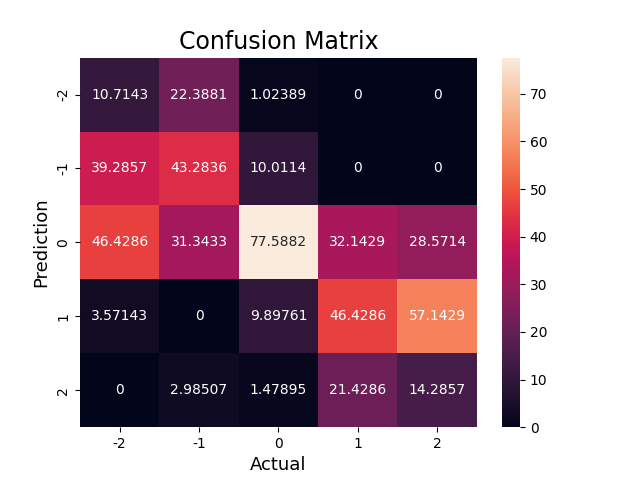 Confusion Matrix
Prediction
-2 10.7143 22.3881 1.02389 0 0
-1 39.2857 43.2836 10.0114 0 0
0 46.4286 31.3433 77.5882 32.1429 28.5714
1 3.57143 0 9.89761 46.4286 57.1429
2 0 2.98507 1.47895 21.4286 14.2857
-2 -1 0 1 2
Actual
70
60
50
40
30
20
10
0